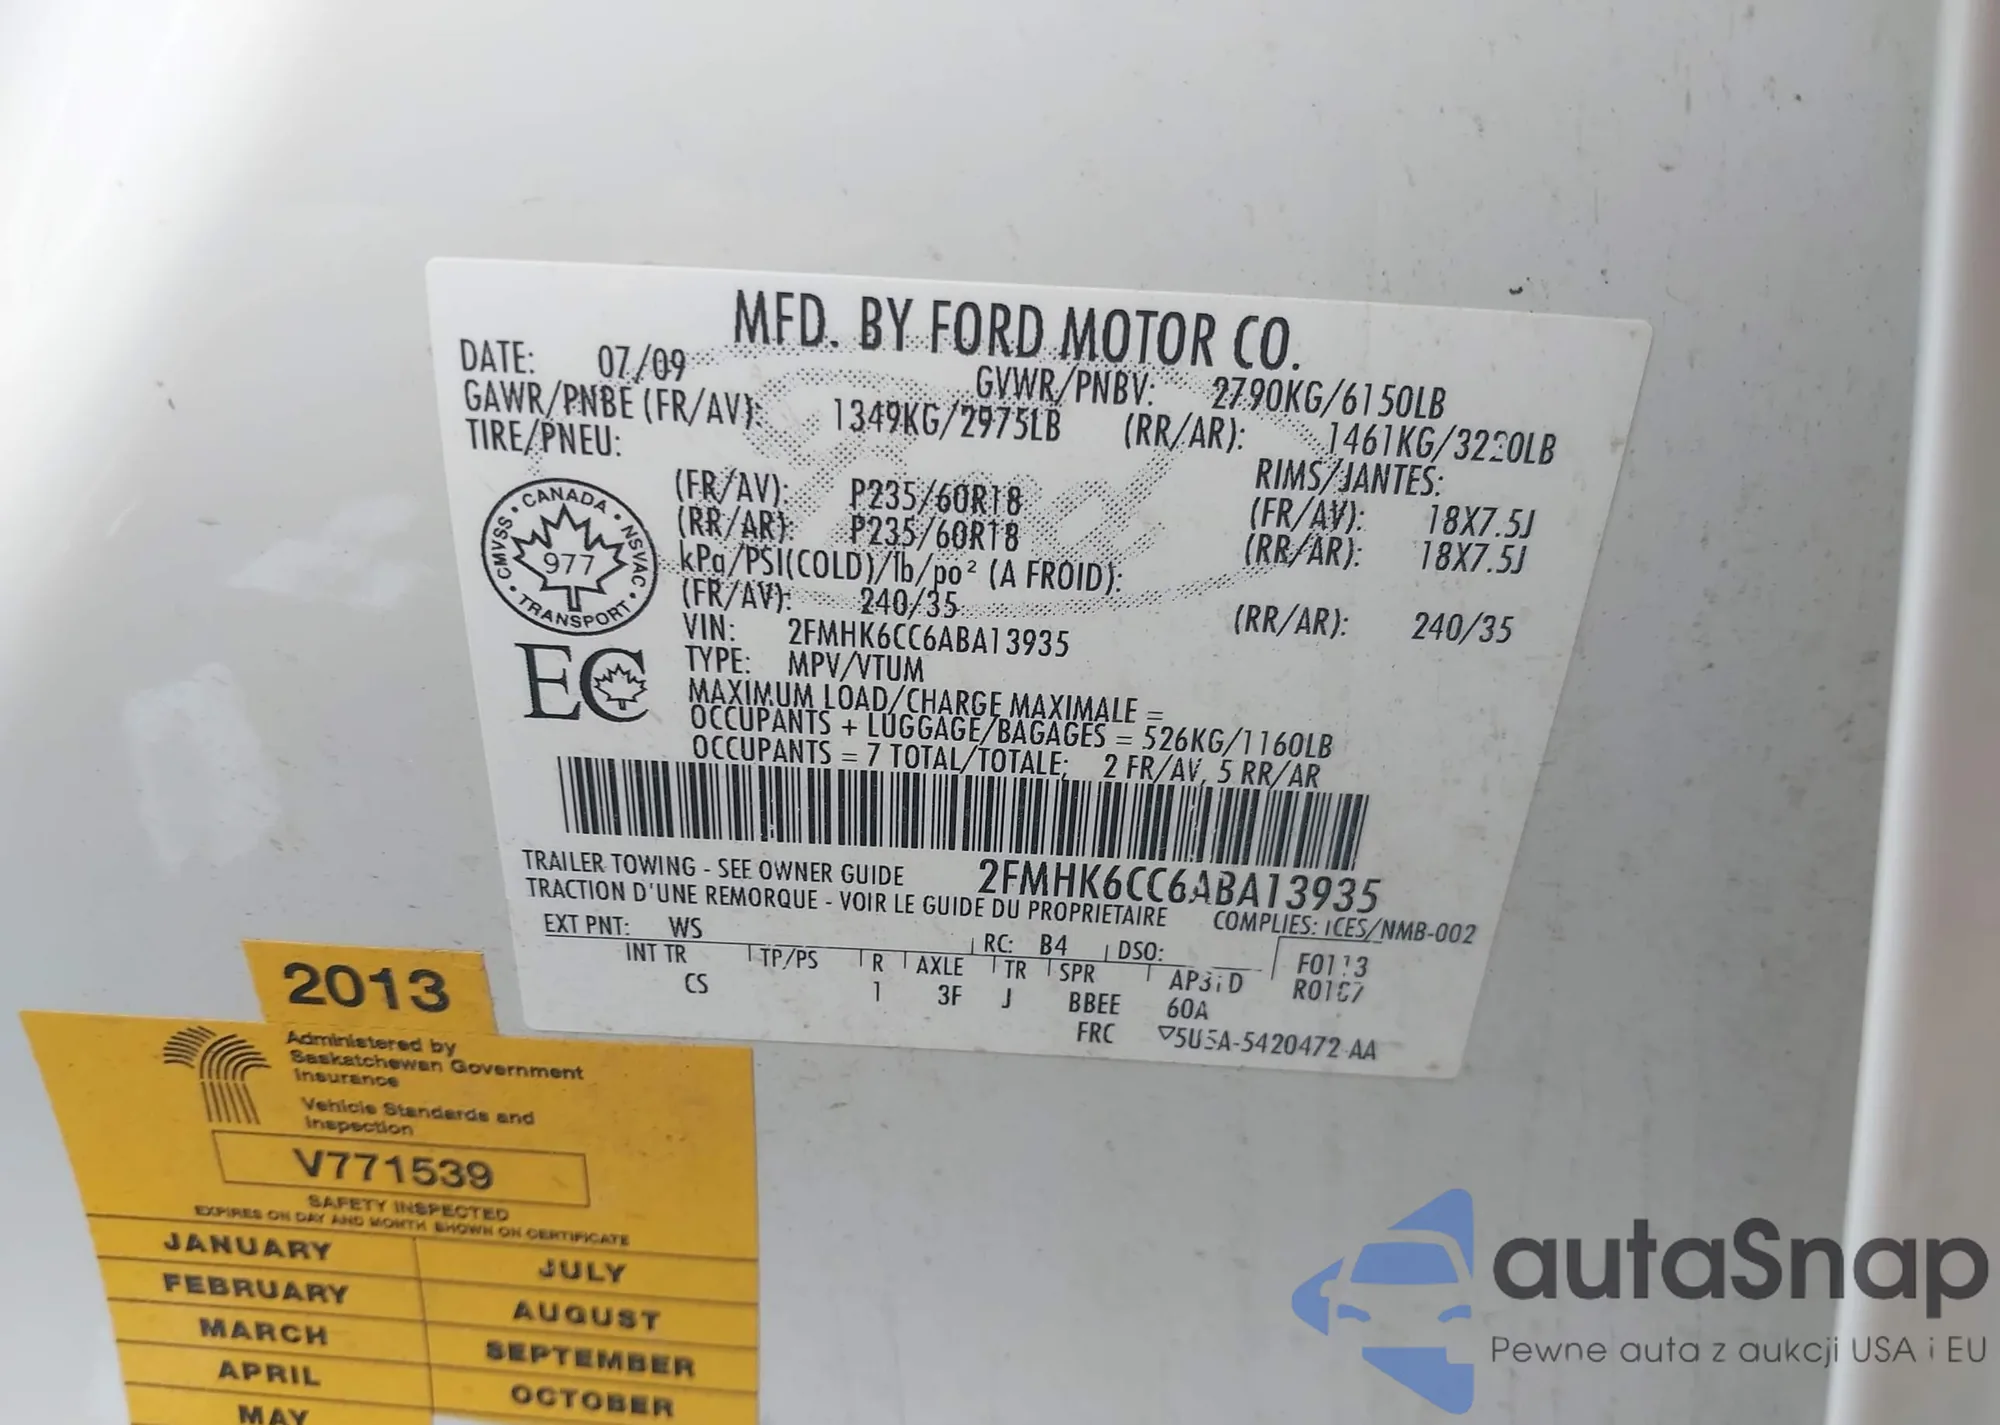 MFD. BY FORD MOTOR CO.
DATE: 07/09 GVWR/PNBV: 2790KG/6150LB
GAWR/PNBE (FR/AV): 1349KG/2975LB (RR/AR): 1461KG/3220LB
TIRE/PNEU: RIMS/JANTES:
(FR/AV): P235/60R18 (FR/AV): 18X7.5J
(RR/AR): P235/60R18 (RR/AR): 18X7.5J
kPa/PSI(COLD)/lb/po² (A FROID):
(FR/AV): 240/35 (RR/AR): 240/35
VIN: 2FMHK6CC6ABA13935
TYPE: MPV/VTUM
MAXIMUM LOAD/CHARGE MAXIMALE =
OCCUPANTS + LUGGAGE/BAGAGES = 526KG/1160LB
OCCUPANTS = 7 TOTAL/TOTALE; 2 FR/AV, 5 RR/AR
CANADA • NSVAC • TRANSPORT • CMVSS •
977
EC
TRAILER TOWING - SEE OWNER GUIDE 2FMHK6CC6ABA13935
TRACTION D'UNE REMORQUE - VOIR LE GUIDE DU PROPRIETAIRE COMPLIES: ICES/NMB-002
EXT PNT: WS RC: B4 DSO: F0113
INT TR TP/PS R AXLE TR SPR
CS 1 3F J BBEE 60A
FRC
2013
Administered by
Saskatchewan Government
Insurance
Vehicle Standards and
Inspection
V771539
SAFETY INSPECTED
EXPIRES ON DAY AND MONTH SHOWN ON CERTIFICATE
JANUARY JULY
FEBRUARY AUGUST
MARCH SEPTEMBER
APRIL OCTOBER
MAY
autaSnap
Pewne auta z aukcji USA i EU